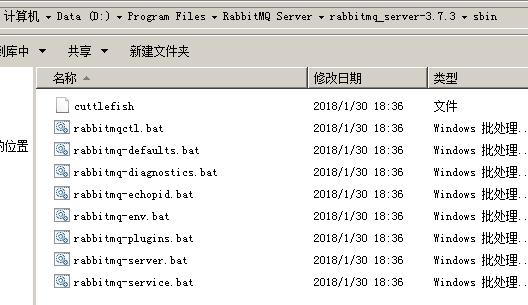 计算机 ▾ Data (D:) ▾ Program Files ▾ RabbitMQ Server ▾ rabbitmq_server-3.7.3 ▾ sbin
到库中 ▾ 共享 ▾ 新建文件夹
名称 修改日期 类型
cuttlefish 2018/1/30 18:36 文件
rabbitmqctl.bat 2018/1/30 18:36 Windows 批处理...
rabbitmq-defaults.bat 2018/1/30 18:36 Windows 批处理...
的位置
rabbitmq-diagnostics.bat 2018/1/30 18:36 Windows 批处理...
rabbitmq-echopid.bat 2018/1/30 18:36 Windows 批处理...
rabbitmq-env.bat 2018/1/30 18:36 Windows 批处理...
rabbitmq-plugins.bat 2018/1/30 18:36 Windows 批处理...
rabbitmq-server.bat 2018/1/30 18:36 Windows 批处理...
rabbitmq-service.bat 2018/1/30 18:36 Windows 批处理...